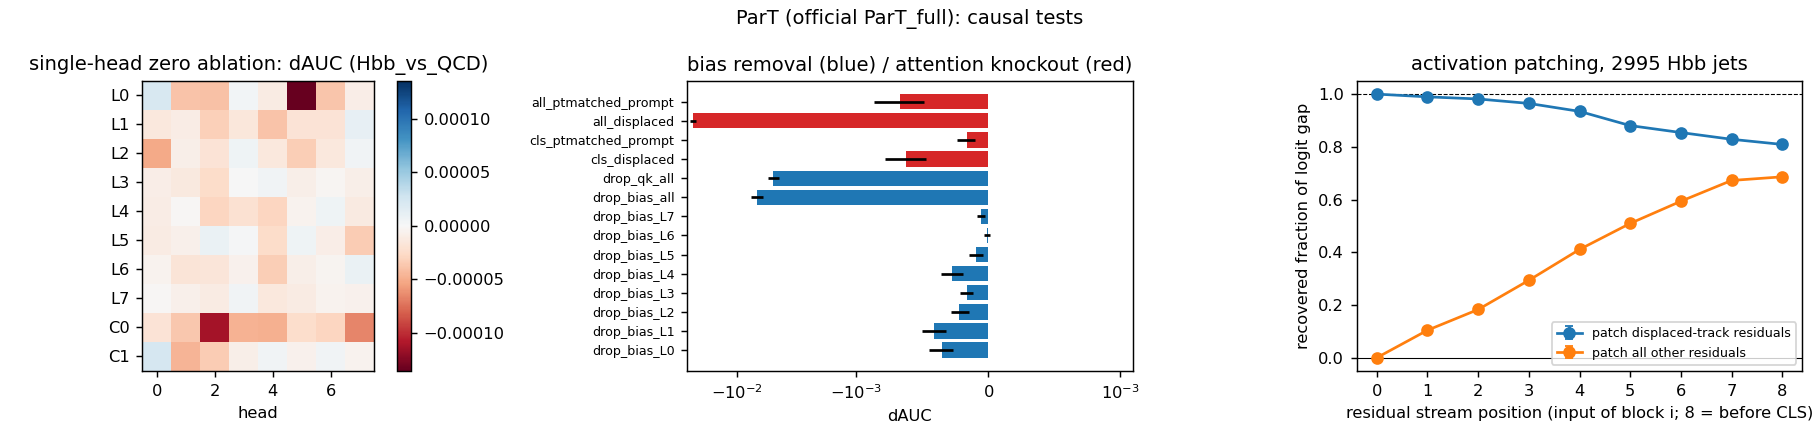 ParT (official ParT_full): causal tests
single-head zero ablation: dAUC (Hbb_vs_QCD)
L0
L1
L2
L3
L4
L5
L6
L7
C0
C1
0
2
4
6
head
0.00010
0.00005
0.00000
−0.00005
−0.00010
bias removal (blue) / attention knockout (red)
all_ptmatched_prompt
all_displaced
cls_ptmatched_prompt
cls_displaced
drop_qk_all
drop_bias_all
drop_bias_L7
drop_bias_L6
drop_bias_L5
drop_bias_L4
drop_bias_L3
drop_bias_L2
drop_bias_L1
drop_bias_L0
−10⁻²
−10⁻³
0
10⁻³
dAUC
activation patching, 2995 Hbb jets
recovered fraction of logit gap
1.0
0.8
0.6
0.4
0.2
0.0
patch displaced-track residuals
patch all other residuals
0
1
2
3
4
5
6
7
8
residual stream position (input of block i; 8 = before CLS)